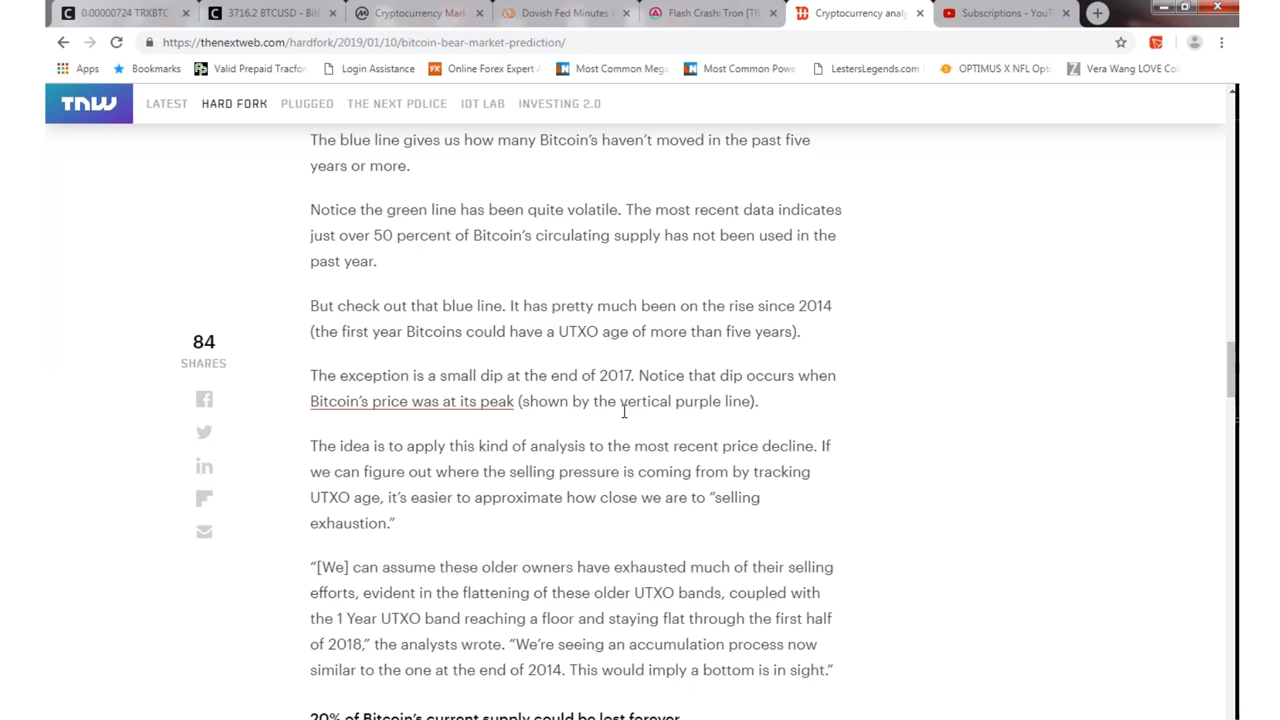 0.00000724 TRXBTC
3716.2 BTCUSD - Bit
Cryptocurrency Mark
Dovish Fed Minutes
Flash Crash: Tron [T
Cryptocurrency analy
Subscriptions - YouT
https://thenextweb.com/hardfork/2019/01/10/bitcoin-bear-market-prediction/
Apps
Bookmarks
Valid Prepaid Tracfor
Login Assistance
Online Forex Expert A
Most Common Mega
Most Common Powe
LestersLegends.com
OPTIMUS X NFL Opti
Vera Wang LOVE Col
TNW
LATEST
HARD FORK
PLUGGED
THE NEXT POLICE
IOT LAB
INVESTING 2.0
The blue line gives us how many Bitcoin's haven't moved in the past five
years or more.
Notice the green line has been quite volatile. The most recent data indicates
just over 50 percent of Bitcoin's circulating supply has not been used in the
past year.
But check out that blue line. It has pretty much been on the rise since 2014
(the first year Bitcoins could have a UTXO age of more than five years).
84
SHARES
The exception is a small dip at the end of 2017. Notice that dip occurs when
Bitcoin's price was at its peak (shown by the vertical purple line).
The idea is to apply this kind of analysis to the most recent price decline. If
we can figure out where the selling pressure is coming from by tracking
UTXO age, it's easier to approximate how close we are to “selling
exhaustion.”
“[We] can assume these older owners have exhausted much of their selling
efforts, evident in the flattening of these older UTXO bands, coupled with
the 1 Year UTXO band reaching a floor and staying flat through the first half
of 2018,” the analysts wrote. “We're seeing an accumulation process now
similar to the one at the end of 2014. This would imply a bottom is in sight.”
20% of Bitcoin's current supply could be lost forever